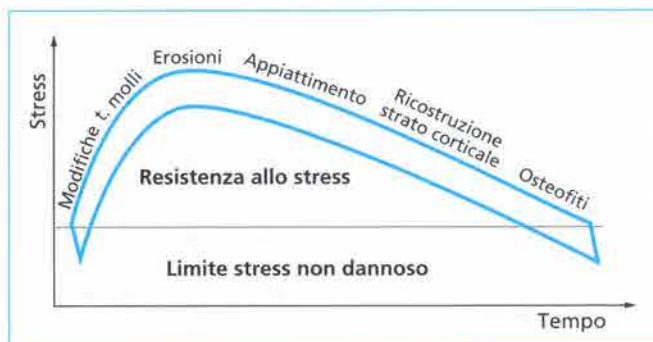 Stress
Modifiche t. molli
Erosioni
Appiattimento
Ricostruzione
strato corticale
Osteofiti
Resistenza allo stress
Limite stress non dannoso
Tempo